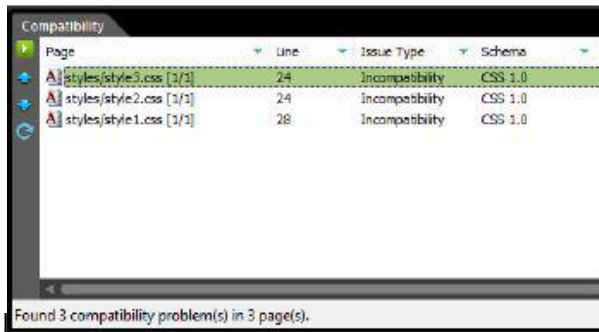 Compatibility
Page Line Issue Type Schema
styles/style3.css [1/1] 24 Incompatibility CSS 1.0
styles/style2.css [1/1] 24 Incompatibility CSS 1.0
styles/style1.css [1/1] 28 Incompatibility CSS 1.0
Found 3 compatibility problem(s) in 3 page(s).